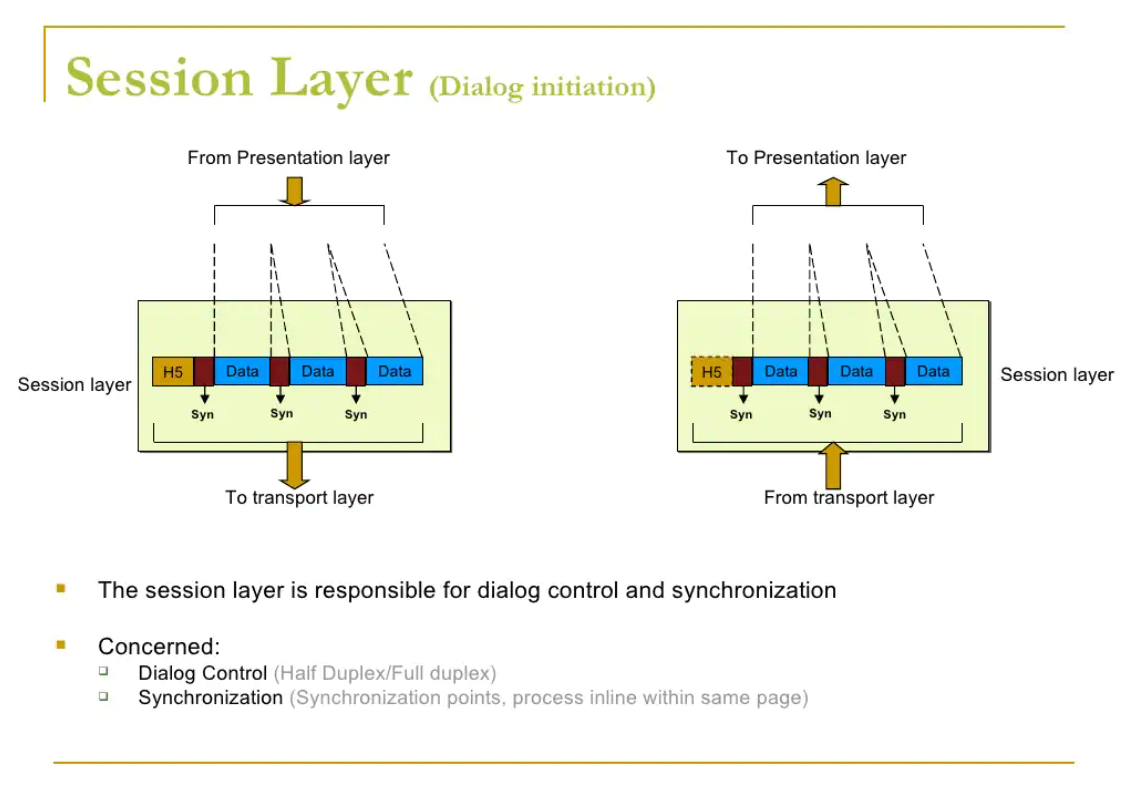 Session Layer (Dialog initiation)
From Presentation layer
To Presentation layer
H5 Data Data Data
H5 Data Data Data
Session layer
Session layer
Syn Syn Syn
Syn Syn Syn
To transport layer
From transport layer
The session layer is responsible for dialog control and synchronization
Concerned:
Dialog Control (Half Duplex/Full duplex)
Synchronization (Synchronization points, process inline within same page)